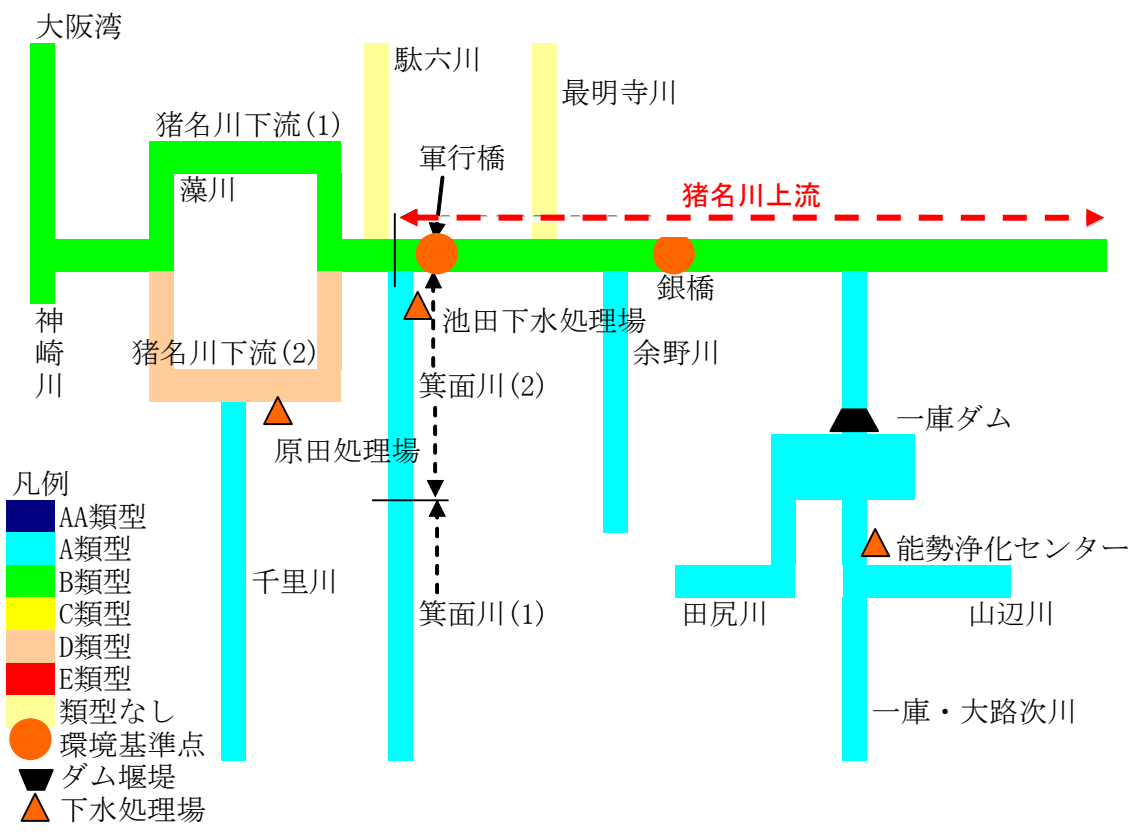 大阪湾
駄六川
最明寺川
猪名川下流(1)
軍行橋
藻川
猪名川上流
銀橋
神崎川
池田下水処理場
猪名川下流(2)
余野川
箕面川(2)
一庫ダム
原田処理場
凡例
AA類型
A類型
B類型
C類型
D類型
E類型
類型なし
環境基準点
ダム堰堤
下水処理場
千里川
箕面川(1)
能勢浄化センター
田尻川
山辺川
一庫・大路次川